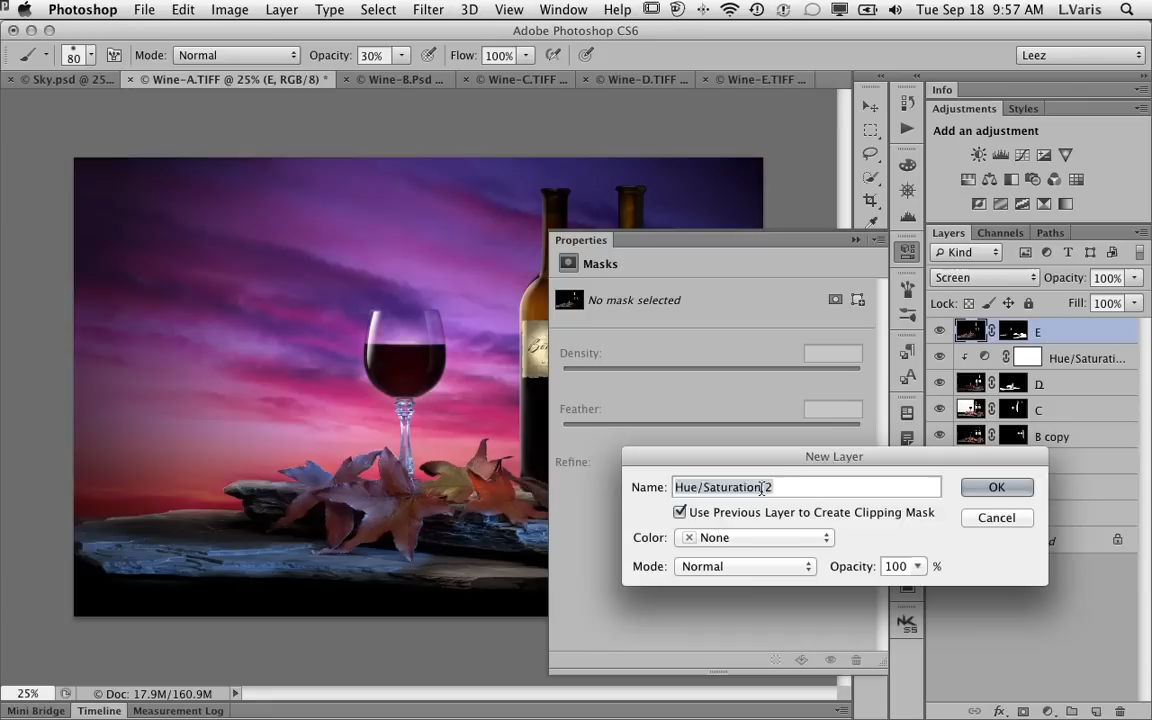 Photoshop File Edit Image Layer Type Select Filter 3D View Window Help Tue Sep 18 9:57 AM L.Varis
Adobe Photoshop CS6
80 Mode: Normal Opacity: 30% Flow: 100% Leez
© Sky.psd @ 25... © Wine-A.TIFF @ 25% (E, RGB/8) * © Wine-B.Psd ... © Wine-C.TIFF ... © Wine-D.TIFF ... © Wine-E.TIFF ...
Info
Adjustments Styles
Add an adjustment
Layers Channels Paths
Kind
Screen Opacity: 100%
Lock: Fill: 100%
E
Hue/Saturati...
D
C
B copy
Properties
Masks
No mask selected
Density:
Feather:
Refine:
New Layer
Name: Hue/Saturation 2 OK
Use Previous Layer to Create Clipping Mask Cancel
Color: None
Mode: Normal Opacity: 100 %
25% © Doc: 17.9M/160.9M
Mini Bridge Timeline Measurement Log